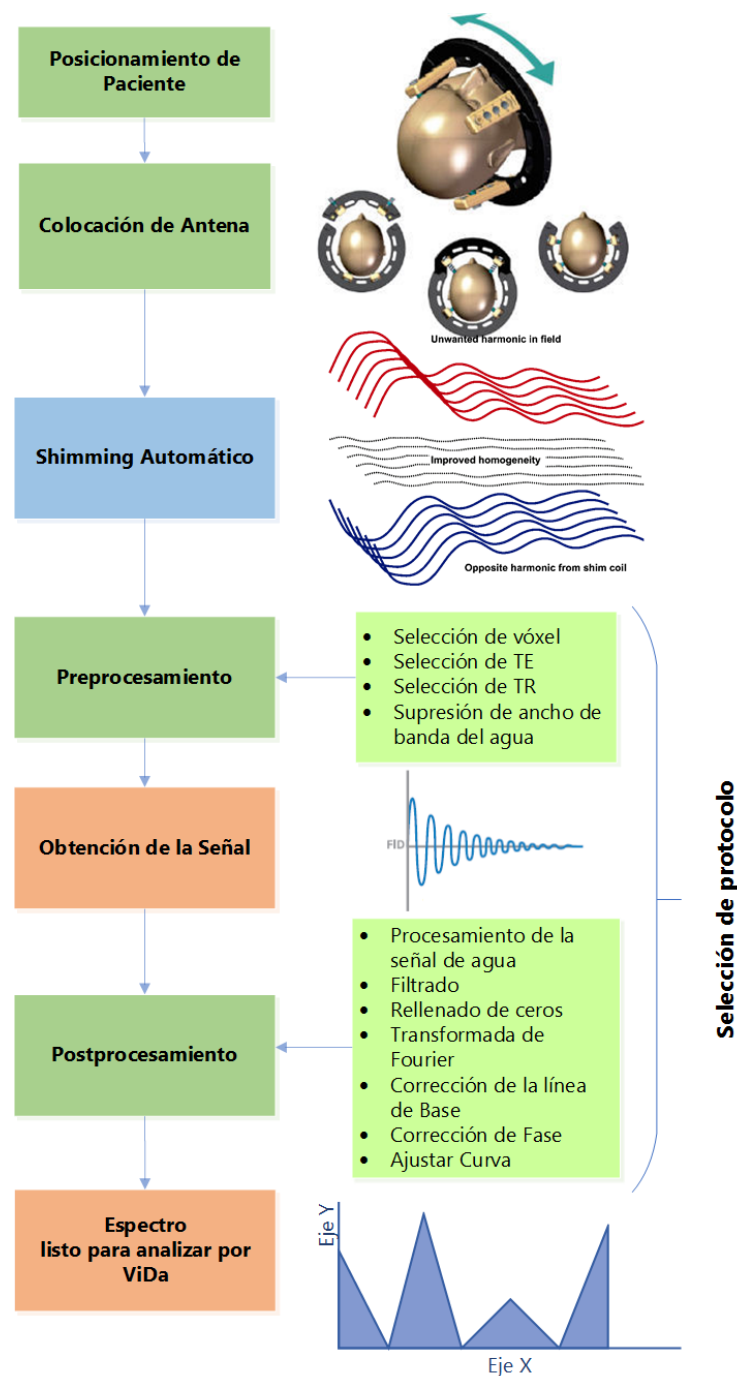 Posicionamiento de
Paciente
Colocación de Antena
Unwanted harmonic in field
Shimming Automático
Improved homogeneity
Opposite harmonic from shim coil
Preprocesamiento
• Selección de vóxel
• Selección de TE
• Selección de TR
• Supresión de ancho de
banda del agua
Obtención de la Señal
FID
Selección de protocolo
Postprocesamiento
• Procesamiento de la
señal de agua
• Filtrado
• Rellenado de ceros
• Transformada de
Fourier
• Corrección de la línea
de Base
• Corrección de Fase
• Ajustar Curva
Espectro
listo para analizar por
ViDa
Eje Y
Eje X